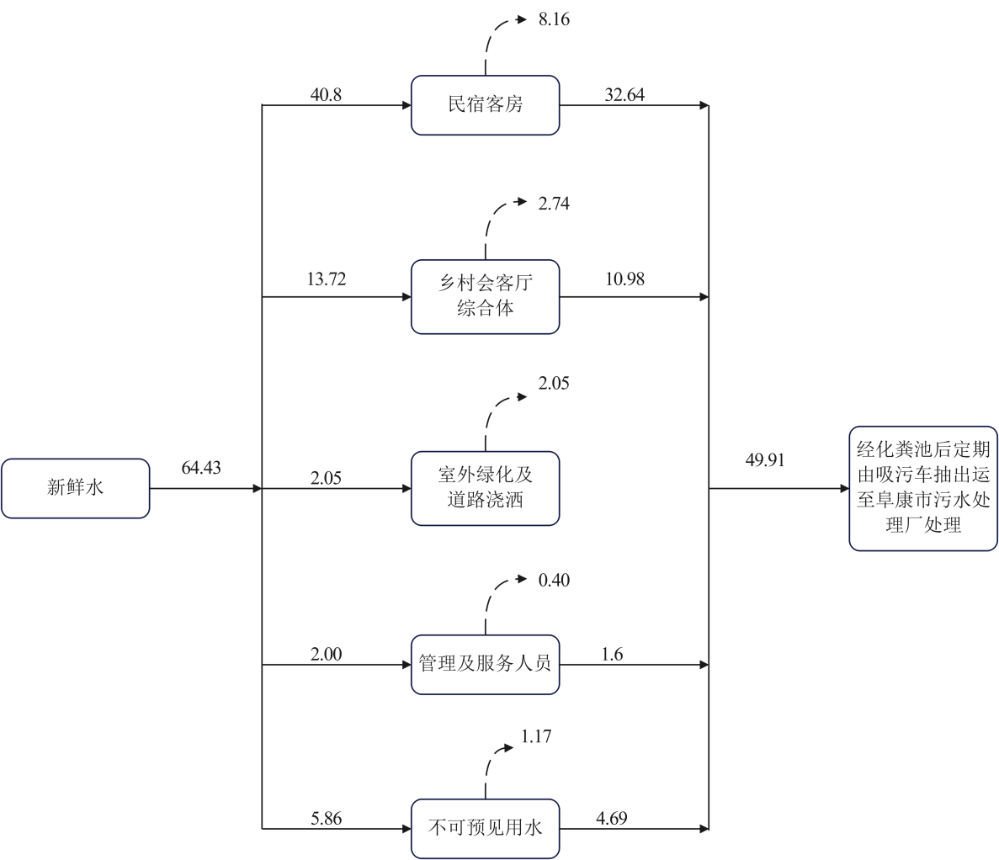 8.16
40.8
民宿客房
32.64
2.74
13.72
乡村会客厅
综合体
10.98
2.05
新鲜水
64.43
2.05
室外绿化及
道路浇洒
49.91
经化粪池后定期
由吸污车抽出运
至阜康市污水处
理厂处理
0.40
2.00
管理及服务人员
1.6
1.17
5.86
不可预见用水
4.69